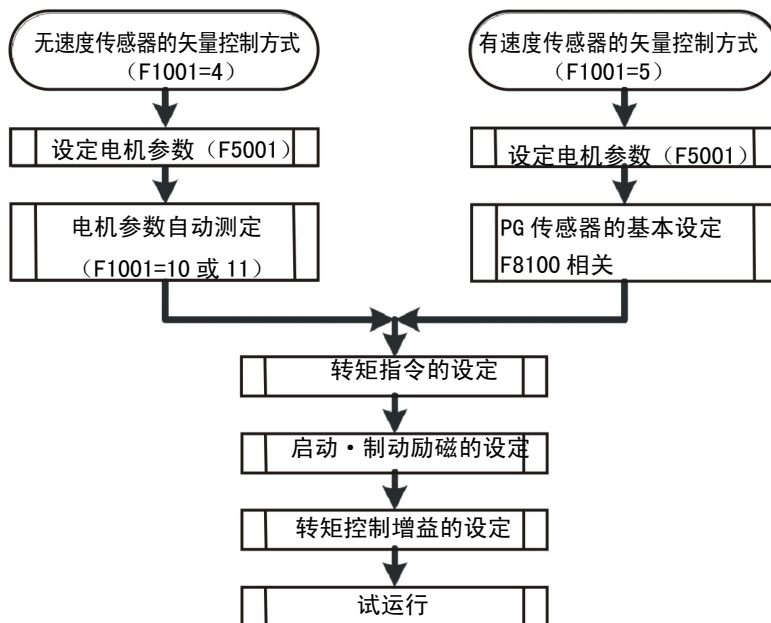 无速度传感器的矢量控制方式
（F1001=4）
设定电机参数（F5001）
电机参数自动测定
（F1001=10 或 11）
有速度传感器的矢量控制方式
（F1001=5）
设定电机参数（F5001）
PG 传感器的基本设定
F8100 相关
转矩指令的设定
启动·制动励磁的设定
转矩控制增益的设定
试运行